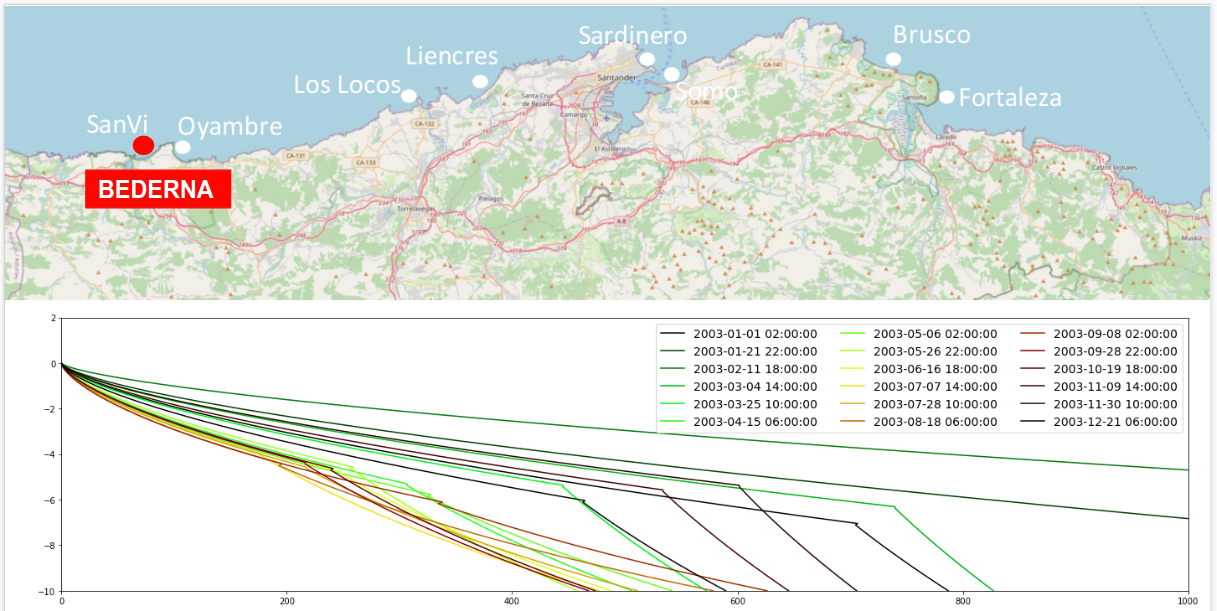 Sardinero
Brusco
Liencres
CA-141
Santander
Los Locos
Somo
Santa Cruz
de Bezana
CA-146
Santoña
Fortaleza
Camargo
SanVi
Oyambre
CA-132
El Astillero
Laredo
CA-131
CA-133
Castro Urdiales
BEDERNA
Torrelavega
Piélagos
A-8
Muskiz
2
0
−2
−4
−6
−8
−10
0
200
400
600
800
1000
2003-01-01 02:00:00
2003-01-21 22:00:00
2003-02-11 18:00:00
2003-03-04 14:00:00
2003-03-25 10:00:00
2003-04-15 06:00:00
2003-05-06 02:00:00
2003-05-26 22:00:00
2003-06-16 18:00:00
2003-07-07 14:00:00
2003-07-28 10:00:00
2003-08-18 06:00:00
2003-09-08 02:00:00
2003-09-28 22:00:00
2003-10-19 18:00:00
2003-11-09 14:00:00
2003-11-30 10:00:00
2003-12-21 06:00:00